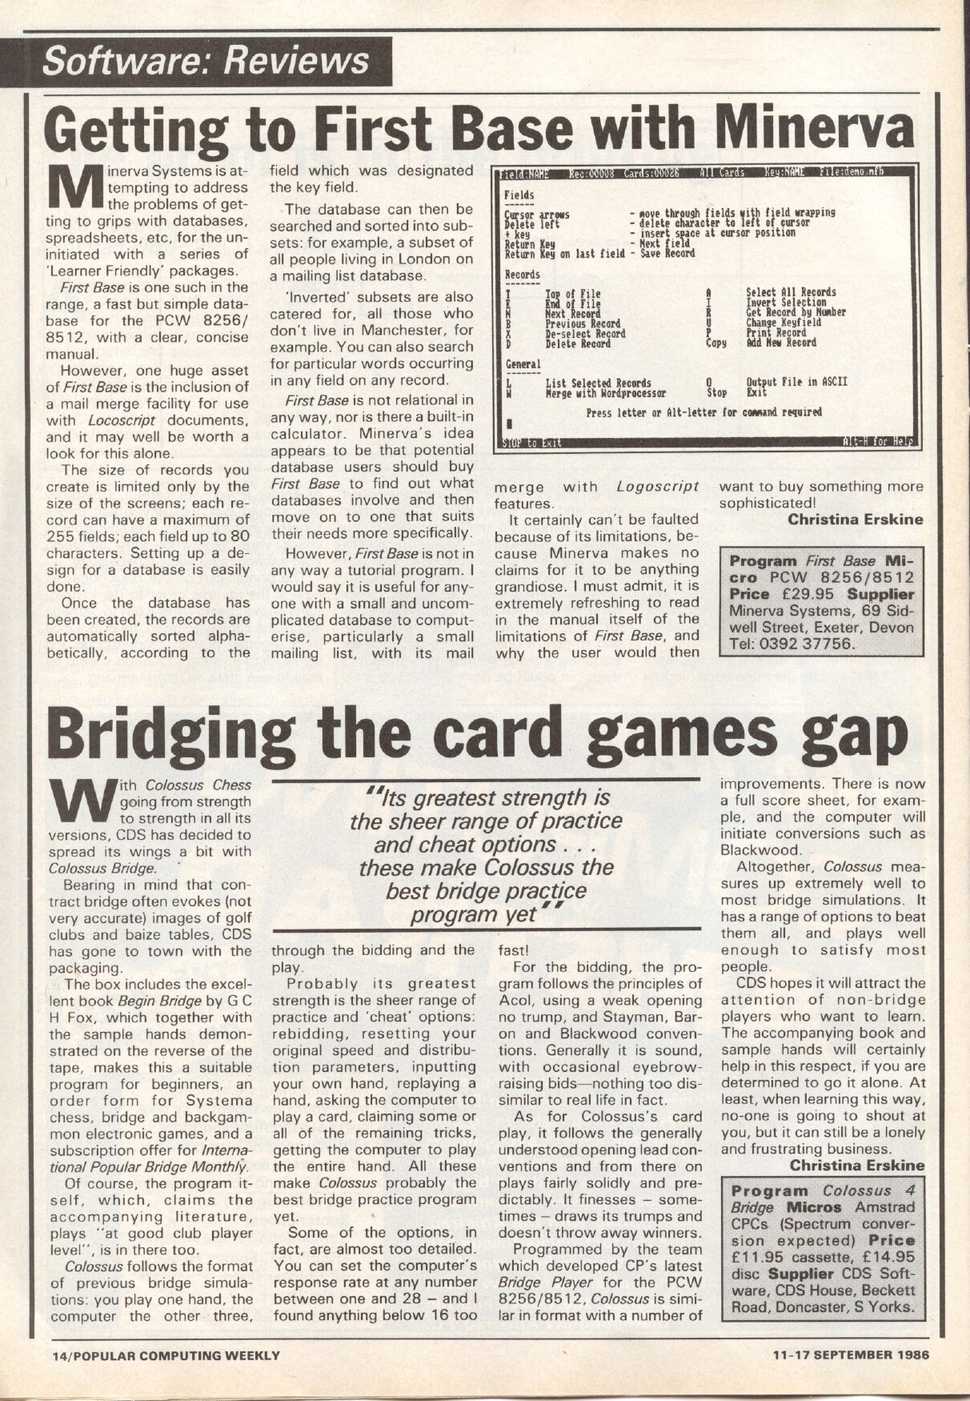 Software: Reviews
Getting to First Base with Minerva
Minerva Systems is at-
tempting to address
the problems of get-
ting to grips with databases,
spreadsheets, etc, for the un-
initiated with a series of
'Learner Friendly' packages.
First Base is one such in the
range, a fast but simple data-
base for the PCW 8256/
8512, with a clear, concise
manual.
However, one huge asset
of First Base is the inclusion of
a mail merge facility for use
with Locoscript documents,
and it may well be worth a
look for this alone.
The size of records you
create is limited only by the
size of the screens; each re-
cord can have a maximum of
255 fields; each field up to 80
characters. Setting up a de-
sign for a database is easily
done.
Once the database has
been created, the records are
automatically sorted alpha-
betically, according to the
field which was designated
the key field.
The database can then be
searched and sorted into sub-
sets: for example, a subset of
all people living in London on
a mailing list database.
'Inverted' subsets are also
catered for, all those who
don't live in Manchester, for
example. You can also search
for particular words occurring
in any field on any record.
First Base is not relational in
any way, nor is there a built-in
calculator. Minerva's idea
appears to be that potential
database users should buy
First Base to find out what
databases involve and then
move on to one that suits
their needs more specifically.
However, First Base is not in
any way a tutorial program. I
would say it is useful for any-
one with a small and uncom-
plicated database to comput-
erise, particularly a small
mailing list, with its mail
Field:NAME Rec:00008 Cards:00026 All Cards Key:NAME File:demo.mfb
Fields
Cursor arrows - move through fields with field wrapping
Delete left - delete character to left of cursor
+ key - insert space at cursor position
Return Key - Next field
Return Key on last field - Save Record
Records
T Top of File A Select All Records
E End of File I Invert Selection
N Next Record R Get Record by Number
B Previous Record U Change Keyfield
X De-select Record P Print Record
D Delete Record Copy Add New Record
General
L List Selected Records O Output File in ASCII
W Merge with Wordprocessor Stop Exit
Press letter or Alt-letter for command required
STOP to Exit Alt-H for Help
merge with Logoscript
features.
It certainly can't be faulted
because of its limitations, be-
cause Minerva makes no
claims for it to be anything
grandiose. I must admit, it is
extremely refreshing to read
in the manual itself of the
limitations of First Base, and
why the user would then
want to buy something more
sophisticated!
Christina Erskine
Program First Base Mi-
cro PCW 8256/8512
Price £29.95 Supplier
Minerva Systems, 69 Sid-
well Street, Exeter, Devon
Tel: 0392 37756.
Bridging the card games gap
With Colossus Chess
going from strength
to strength in all its
versions, CDS has decided to
spread its wings a bit with
Colossus Bridge.
Bearing in mind that con-
tract bridge often evokes (not
very accurate) images of golf
clubs and baize tables, CDS
has gone to town with the
packaging.
The box includes the excel-
lent book Begin Bridge by G C
H Fox, which together with
the sample hands demon-
strated on the reverse of the
tape, makes this a suitable
program for beginners, an
order form for Systema
chess, bridge and backgam-
mon electronic games, and a
subscription offer for Interna-
tional Popular Bridge Monthly.
Of course, the program it-
self, which, claims the
accompanying literature,
plays "at good club player
level", is in there too.
Colossus follows the format
of previous bridge simula-
tions: you play one hand, the
computer the other three,
"Its greatest strength is
the sheer range of practice
and cheat options . . .
these make Colossus the
best bridge practice
program yet"
through the bidding and the
play.
Probably its greatest
strength is the sheer range of
practice and 'cheat' options:
rebidding, resetting your
original speed and distribu-
tion parameters, inputting
your own hand, replaying a
hand, asking the computer to
play a card, claiming some or
all of the remaining tricks,
getting the computer to play
the entire hand. All these
make Colossus probably the
best bridge practice program
yet.
Some of the options, in
fact, are almost too detailed.
You can set the computer's
response rate at any number
between one and 28 – and I
found anything below 16 too
fast!
For the bidding, the pro-
gram follows the principles of
Acol, using a weak opening
no trump, and Stayman, Bar-
on and Blackwood conven-
tions. Generally it is sound,
with occasional eyebrow-
raising bids—nothing too dis-
similar to real life in fact.
As for Colossus's card
play, it follows the generally
understood opening lead con-
ventions and from there on
plays fairly solidly and pre-
dictably. It finesses – some-
times – draws its trumps and
doesn't throw away winners.
Programmed by the team
which developed CP's latest
Bridge Player for the PCW
8256/8512, Colossus is simi-
lar in format with a number of
improvements. There is now
a full score sheet, for exam-
ple, and the computer will
initiate conversions such as
Blackwood.
Altogether, Colossus mea-
sures up extremely well to
most bridge simulations. It
has a range of options to beat
them all, and plays well
enough to satisfy most
people.
CDS hopes it will attract the
attention of non-bridge
players who want to learn.
The accompanying book and
sample hands will certainly
help in this respect, if you are
determined to go it alone. At
least, when learning this way,
no-one is going to shout at
you, but it can still be a lonely
and frustrating business.
Christina Erskine
Program Colossus 4
Bridge Micros Amstrad
CPCs (Spectrum conver-
sion expected) Price
£11.95 cassette, £14.95
disc Supplier CDS Soft-
ware, CDS House, Beckett
Road, Doncaster, S Yorks.
14/POPULAR COMPUTING WEEKLY
11-17 SEPTEMBER 1986